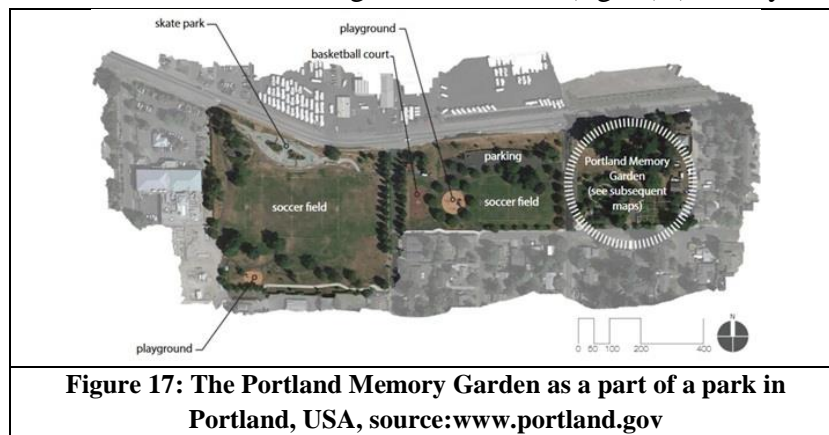 skate park
playground
basketball court
parking
soccer field
soccer field
Portland Memory
Garden
(see subsequent
maps)
playground
N
0 50 100 200 400
Figure 17: The Portland Memory Garden as a part of a park in
Portland, USA, source:www.portland.gov